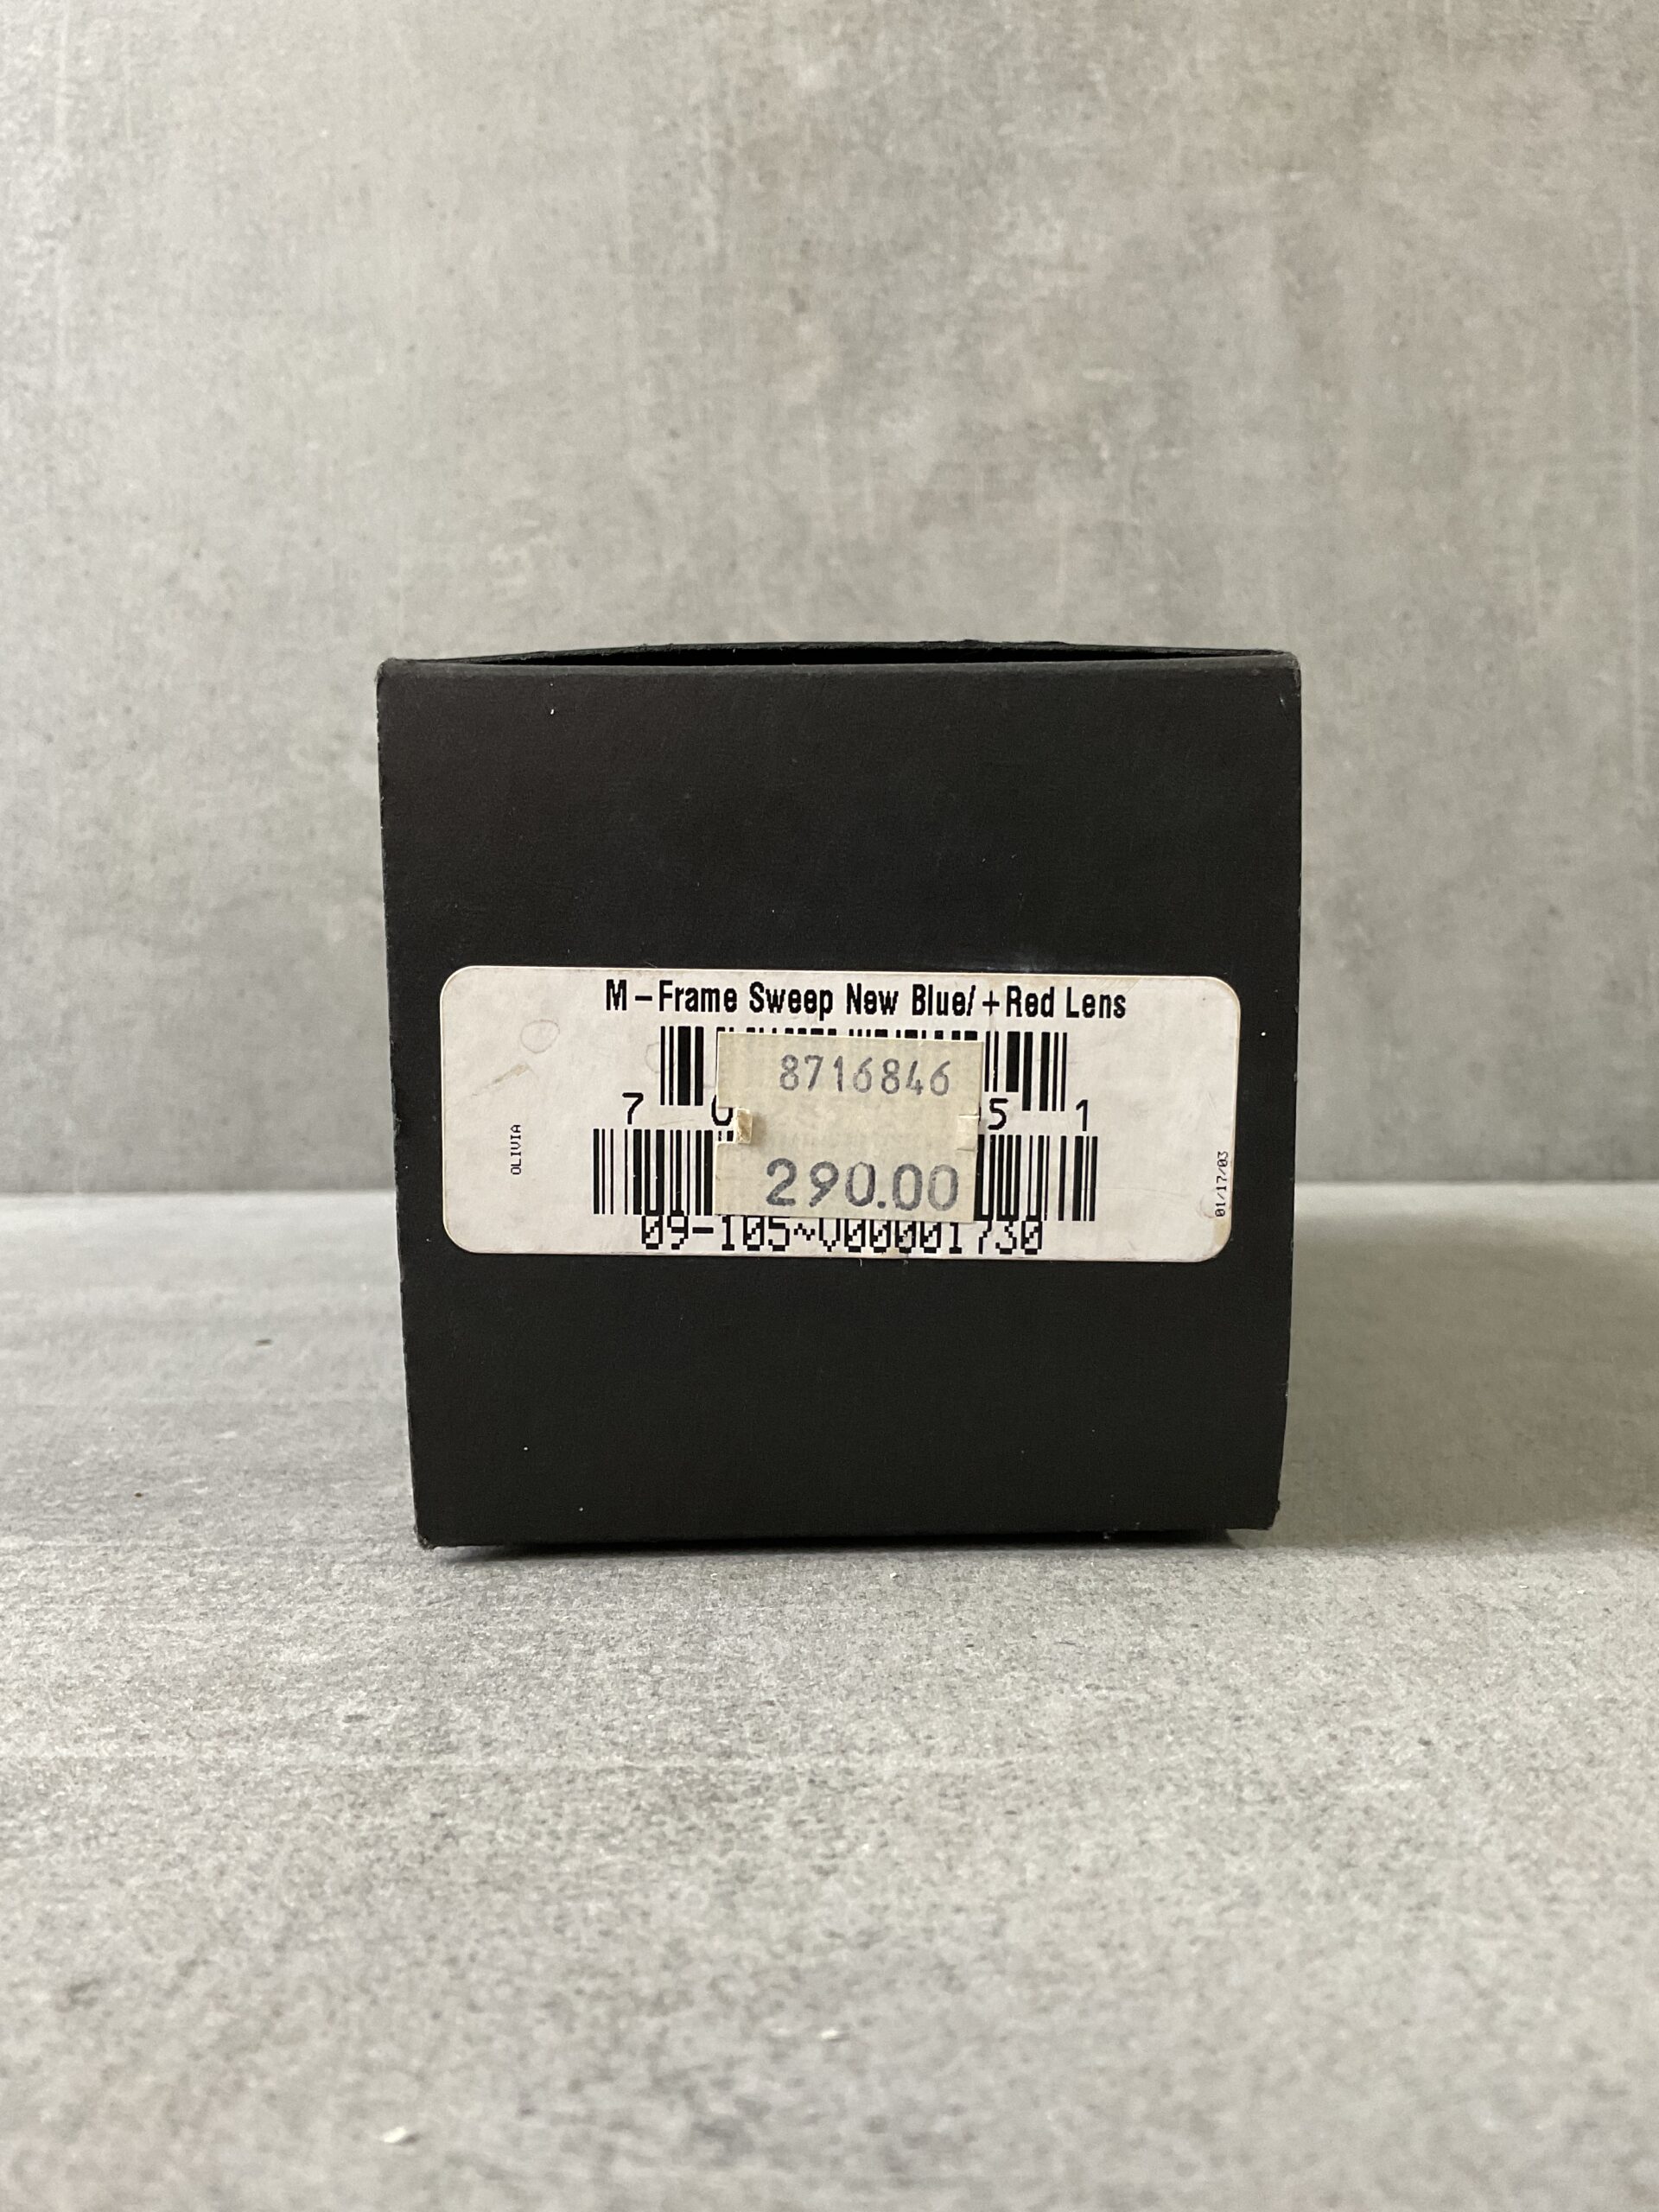 M-Frame Sweep New Blue/+Red Lens
8716846
7 0 5 1
290.00
09-105~V00001730
OLIVIA
01/17/03